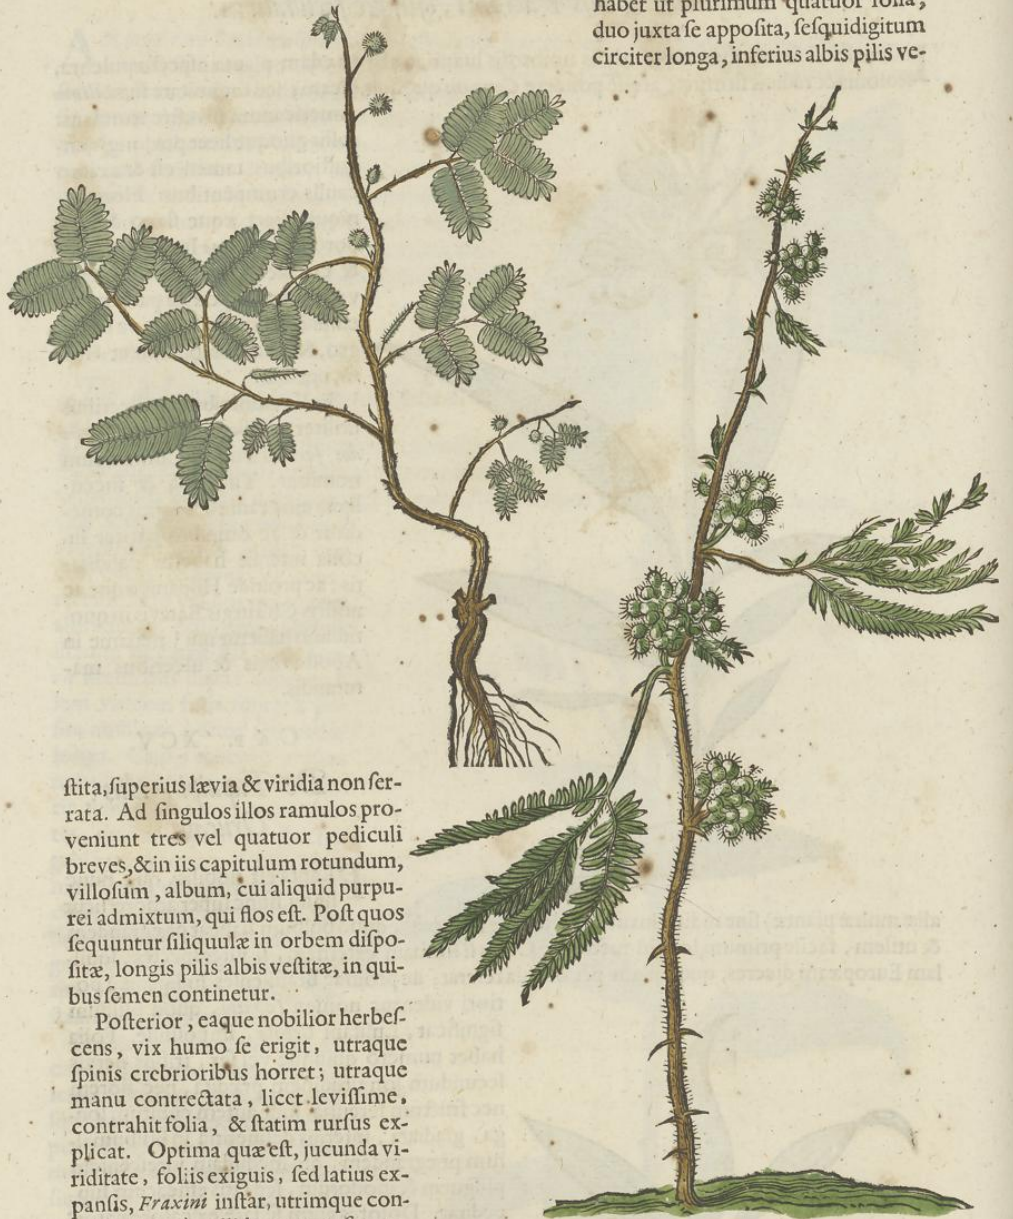 habet ut plurimum quatuor folia,
duo juxta ſe appoſita, ſeſquidigitum
circiter longa, inferius albis pilis ve-
ſtita, ſuperius lævia & viridia non ſer-
rata. Ad ſingulos illos ramulos pro-
veniunt tres vel quatuor pediculi
breves, & in iis capitulum rotundum,
villoſum, album, cui aliquid purpu-
rei admixtum, qui flos eſt. Poſt quos
ſequuntur ſiliquulæ in orbem diſpo-
ſitæ, longis pilis albis veſtitæ, in qui-
bus ſemen continetur.
Poſterior, eaque nobilior herbeſ-
cens, vix humo ſe erigit, utraque
ſpinis crebrioribus horret; utraque
manu contrectata, licet leviſſime,
contrahit folia, & ſtatim rurſus ex-
plicat. Optima quæ eſt, jucunda vi-
riditate, foliis exiguis, ſed latius ex-
panſis, Fraxini inſtar, utrimque con-